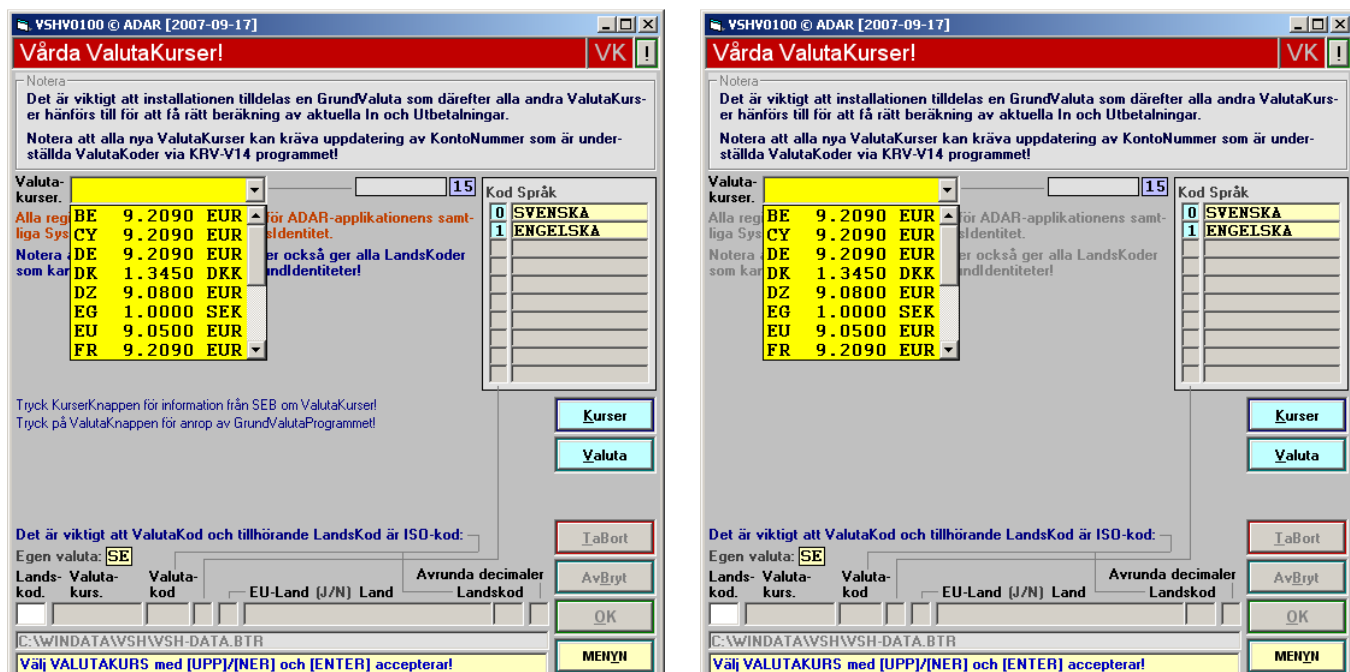 VSHV0100 © ADAR [2007-09-17]
Vårda ValutaKurser!
VK !
Notera
Det är viktigt att installationen tilldelas en GrundValuta som därefter alla andra ValutaKurs-
er hänförs till för att få rätt beräkning av aktuella In och Utbetalningar.
Notera att alla nya ValutaKurser kan kräva uppdatering av KontoNummer som är under-
ställda ValutaKoder via KRV-V14 programmet!
Valuta-
kurser.
15
Kod Språk
0 SVENSKA
1 ENGELSKA
Alla regi
för ADAR-applikationens samt-
liga Sys
sIdentitet.
Notera
er också ger alla LandsKoder
som kan
ndIdentiteter!
BE 9.2090 EUR
CY 9.2090 EUR
DE 9.2090 EUR
DK 1.3450 DKK
DZ 9.0800 EUR
EG 1.0000 SEK
EU 9.0500 EUR
FR 9.2090 EUR
Tryck KurserKnappen för information från SEB om ValutaKurser!
Tryck på ValutaKnappen för anrop av GrundValutaProgrammet!
Kurser
Valuta
Det är viktigt att ValutaKod och tillhörande LandsKod är ISO-kod:
Egen valuta: SE
Lands-
kod.
Valuta-
kurs.
Valuta-
kod
EU-Land (J/N) Land
Avrunda decimaler
Landskod
TaBort
AvBryt
OK
C:\WINDATA\VSH\VSH-DATA.BTR
Välj VALUTAKURS med [UPP]/[NER] och [ENTER] accepterar!
MENYN
VSHV0100 © ADAR [2007-09-17]
Vårda ValutaKurser!
VK !
Notera
Det är viktigt att installationen tilldelas en GrundValuta som därefter alla andra ValutaKurs-
er hänförs till för att få rätt beräkning av aktuella In och Utbetalningar.
Notera att alla nya ValutaKurser kan kräva uppdatering av KontoNummer som är under-
ställda ValutaKoder via KRV-V14 programmet!
Valuta-
kurser.
15
Kod Språk
0 SVENSKA
1 ENGELSKA
Alla regi
för ADAR-applikationens samt-
liga Sys
sIdentitet.
Notera
er också ger alla LandsKoder
som kan
ndIdentiteter!
BE 9.2090 EUR
CY 9.2090 EUR
DE 9.2090 EUR
DK 1.3450 DKK
DZ 9.0800 EUR
EG 1.0000 SEK
EU 9.0500 EUR
FR 9.2090 EUR
Kurser
Valuta
Det är viktigt att ValutaKod och tillhörande LandsKod är ISO-kod:
Egen valuta: SE
Lands-
kod.
Valuta-
kurs.
Valuta-
kod
EU-Land (J/N) Land
Avrunda decimaler
Landskod
TaBort
AvBryt
OK
C:\WINDATA\VSH\VSH-DATA.BTR
Välj VALUTAKURS med [UPP]/[NER] och [ENTER] accepterar!
MENYN